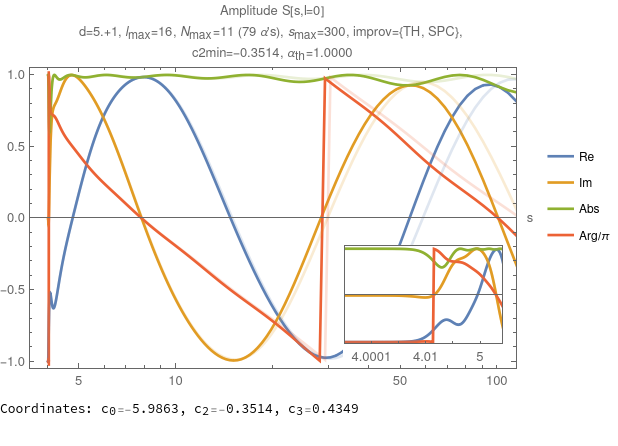 Amplitude S[s,l=0]
d=5.+1, lmax=16, Nmax=11 (79 α's), smax=300, improv={TH, SPC},
c2min=-0.3514, αth=1.0000
1.0
0.5
0.0
-0.5
-1.0
5
10
50
100
s
Re
Im
Abs
Arg/π
4.0001
4.01
5
Coordinates: c0=-5.9863, c2=-0.3514, c3=0.4349